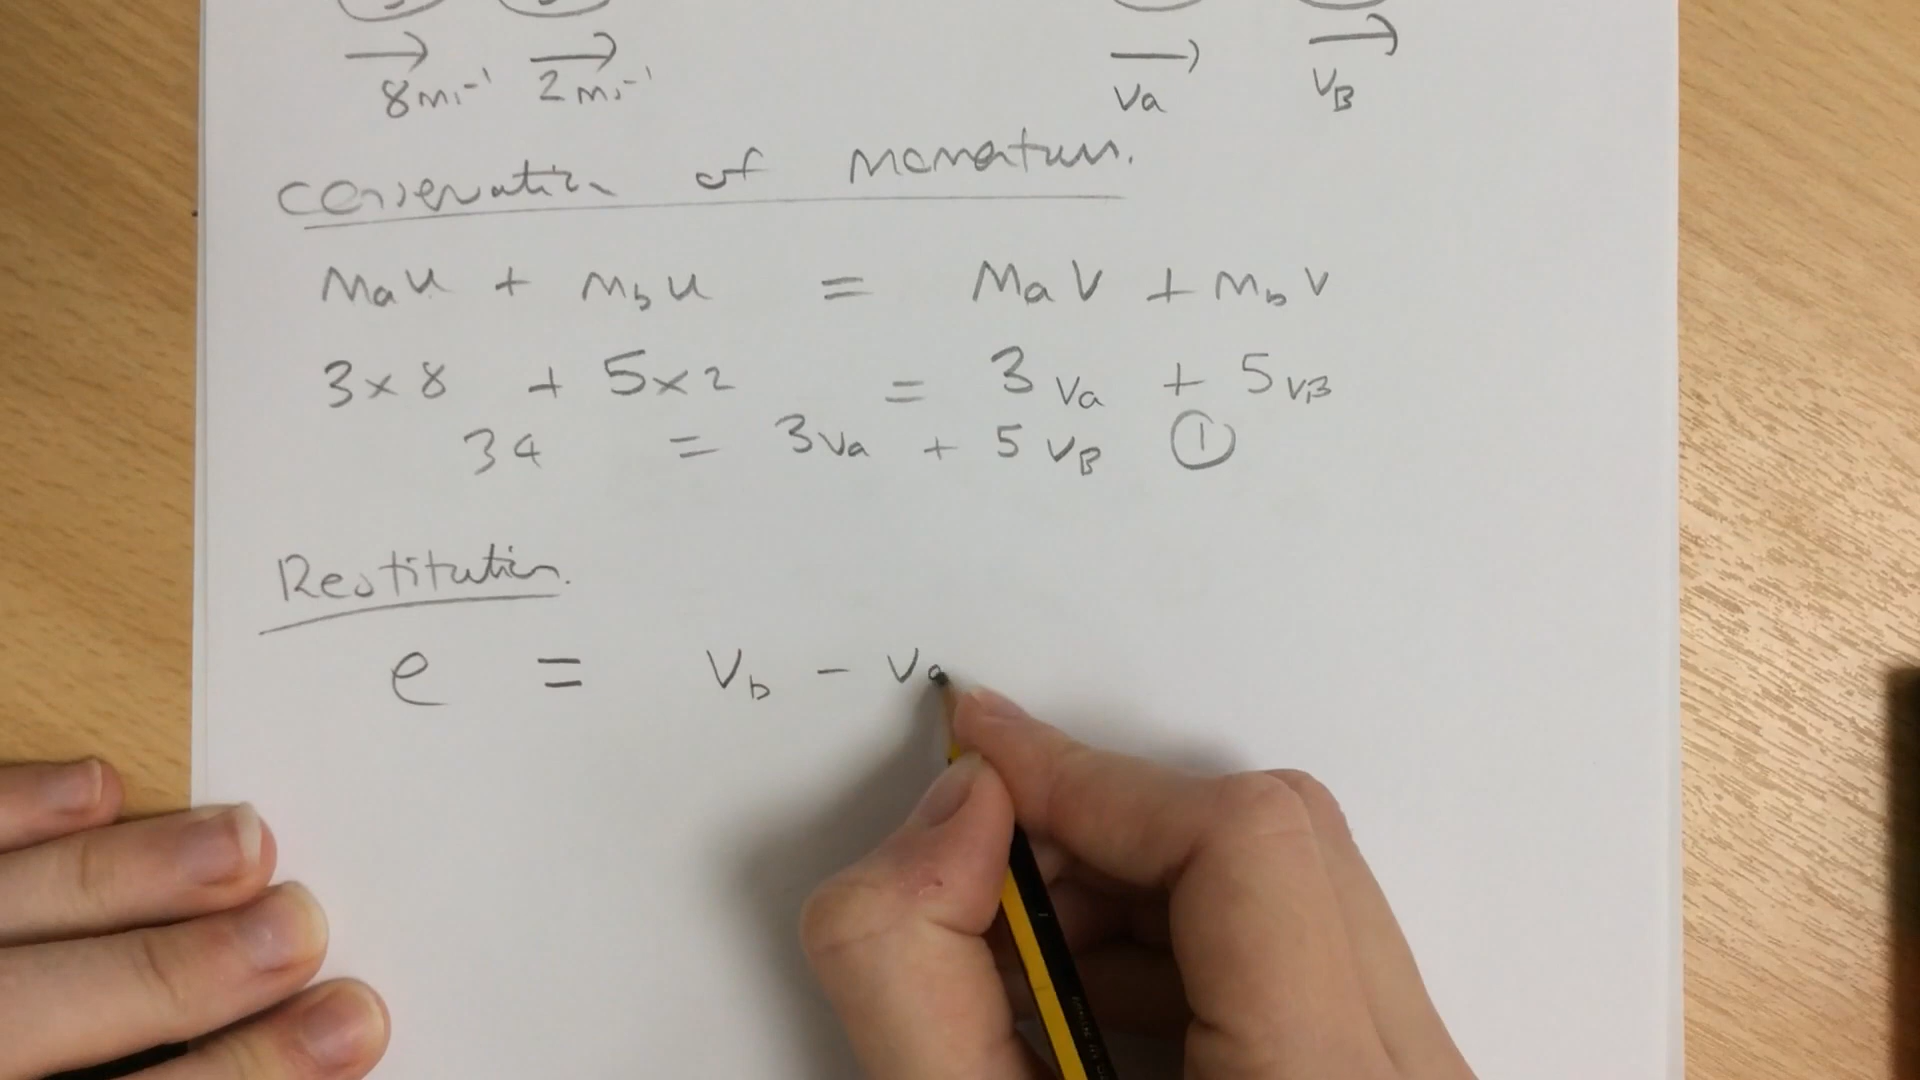 8ms⁻¹ 2ms⁻¹ Va VB
Conservation of Momentum.
Mau + mbu = MaV + mbV
3 × 8 + 5 × 2 = 3va + 5vB
34 = 3va + 5vB ①
Restitution.
e = Vb - Va